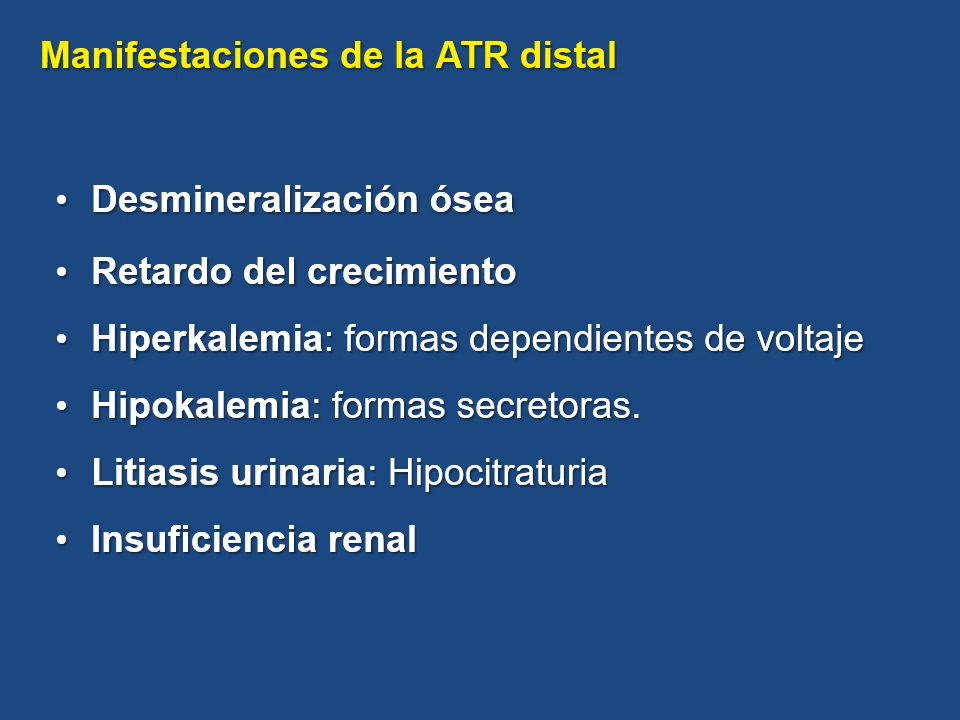 Manifestaciones de la ATR distal
• Desmineralización ósea
• Retardo del crecimiento
• Hiperkalemia: formas dependientes de voltaje
• Hipokalemia: formas secretoras.
• Litiasis urinaria: Hipocitraturia
• Insuficiencia renal